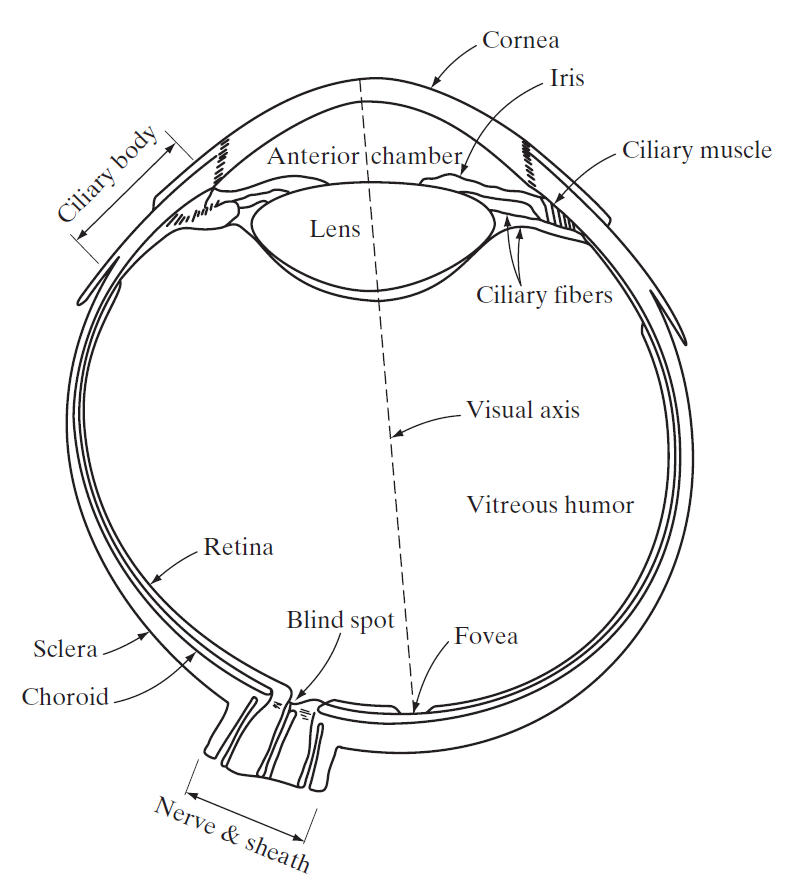 Cornea
Iris
Ciliary body
Anterior chamber
Ciliary muscle
Lens
Ciliary fibers
Visual axis
Vitreous humor
Retina
Blind spot
Fovea
Sclera
Choroid
Nerve & sheath